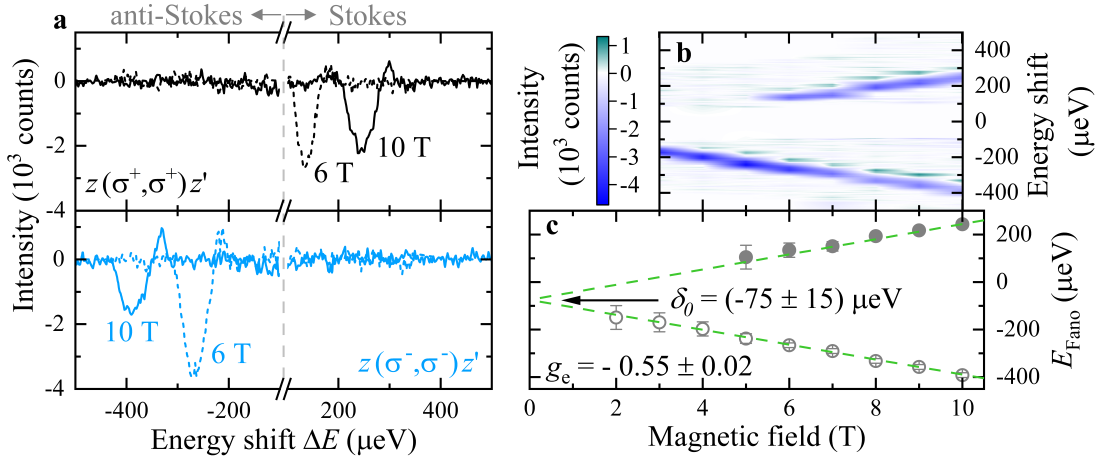 a
anti-Stokes
Stokes
Intensity (10³ counts)
0
-2
-4
10 T
6 T
z(σ⁺,σ⁺)z'
Intensity (10³ counts)
0
-2
-4
10 T
6 T
z(σ⁻,σ⁻)z'
-400
-200
200
400
Energy shift ΔE (μeV)
b
Intensity
(10³ counts)
1
0
-1
-2
-3
-4
400
200
0
-200
-400
Energy shift
(μeV)
c
δ₀ = (-75 ± 15) μeV
gₑ = - 0.55 ± 0.02
200
0
-200
-400
E_Fano (μeV)
0
2
4
6
8
10
Magnetic field (T)